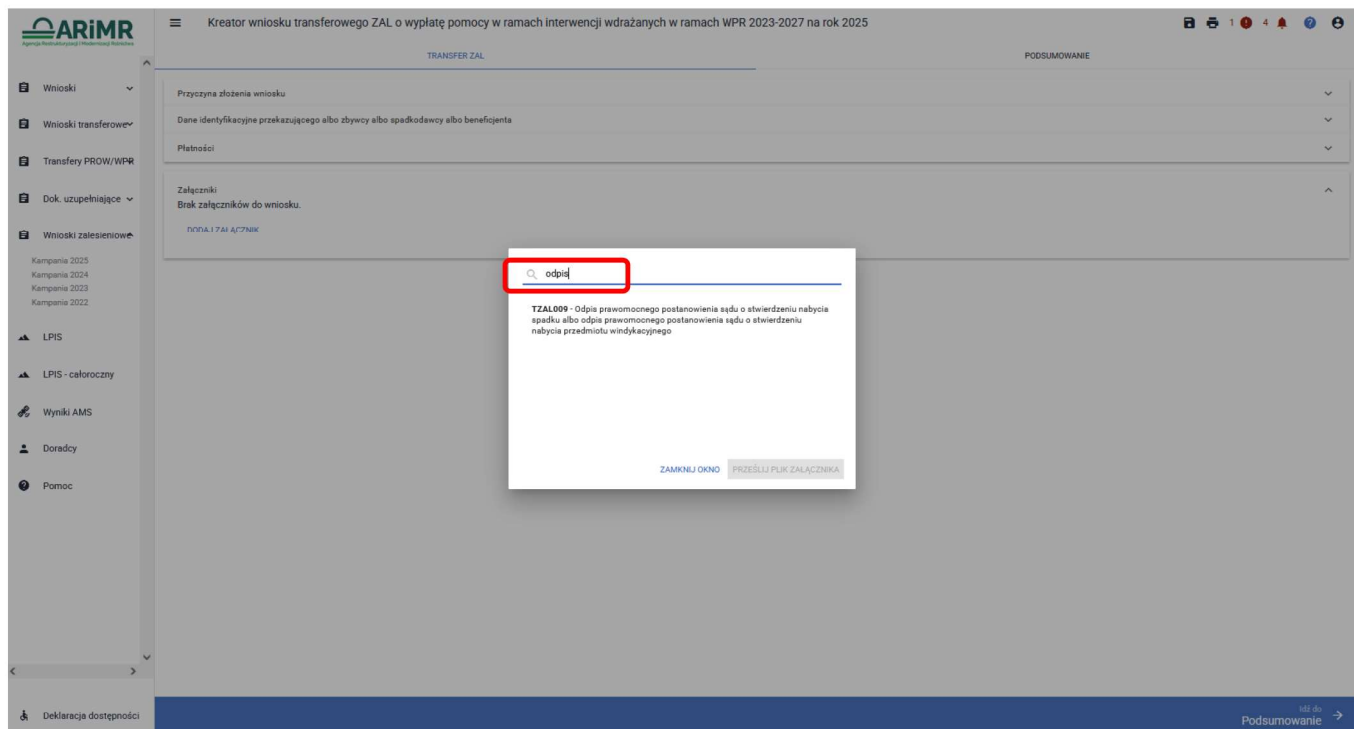 ARiMR
Agencja Restrukturyzacji i Modernizacji Rolnictwa
Kreator wniosku transferowego ZAL o wypłatę pomocy w ramach interwencji wdrażanych w ramach WPR 2023-2027 na rok 2025
1
4
TRANSFER ZAL
PODSUMOWANIE
Wnioski
Wnioski transferowe
Transfery PROW/WPR
Dok. uzupełniające
Wnioski zalesieniowe
Kampania 2025
Kampania 2024
Kampania 2023
Kampania 2022
LPIS
LPIS - całoroczny
Wyniki AMS
Doradcy
Pomoc
Deklaracja dostępności
Przyczyna złożenia wniosku
Dane identyfikacyjne przekazującego albo zbywcy albo spadkodawcy albo beneficjenta
Płatności
Załączniki
Brak załączników do wniosku.
DODAJ ZAŁĄCZNIK
odpis
TZAL009 - Odpis prawomocnego postanowienia sądu o stwierdzeniu nabycia
spadku albo odpis prawomocnego postanowienia sądu o stwierdzeniu
nabycia przedmiotu windykacyjnego
ZAMKNIJ OKNO
PRZEŚLIJ PLIK ZAŁĄCZNIKA
Idź do
Podsumowanie